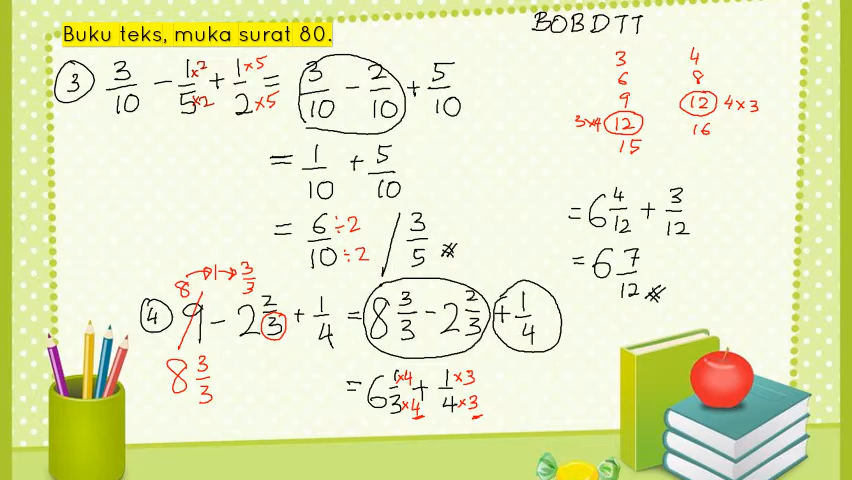 Buku teks, muka surat 80.
BOBDTT
③ 3/10 − 1×2/5×2 + 1×5/2×5 = 3/10 − 2/10 + 5/10
= 1/10 + 5/10
= 6÷2/10÷2 / 3/5
8 → 1 → 3/3
④ 9 − 2 2/3 + 1/4 = 8 3/3 − 2 2/3 + 1/4
8 3/3
= 6 1×4/3×4 + 1×3/4×3
3 4
6 8
9 12 4×3
3×4 12 16
15
= 6 4/12 + 3/12
= 6 7/12